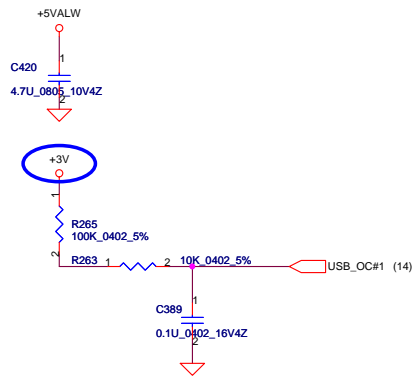 +5VALW
1
C420
4.7U_0805_10V4Z
2
+3V
1
R265
100K_0402_5%
2
R263 1 2 10K_0402_5%
USB_OC#1 (14)
1
C389
0.1U_0402_16V4Z
2